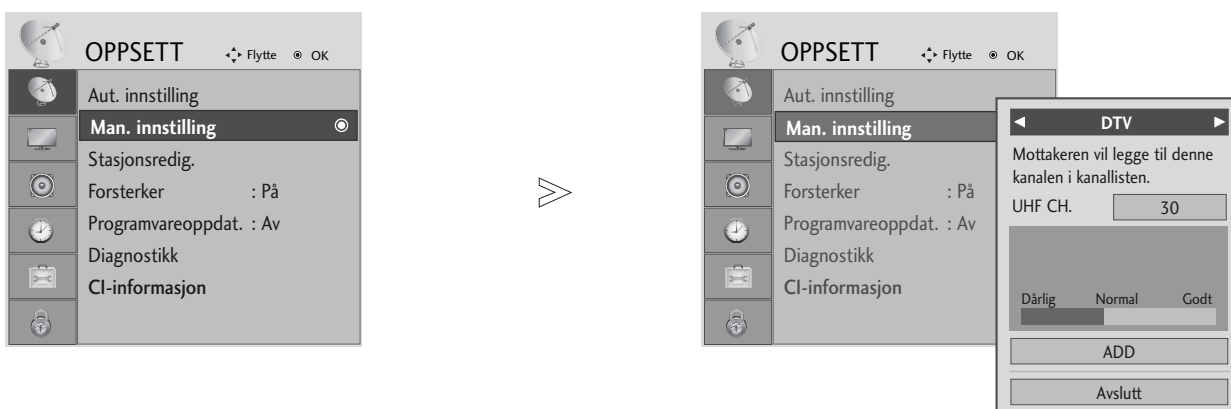 OPPSETT Flytte OK
Aut. innstilling
Man. innstilling
Stasjonsredig.
Forsterker : På
Programvareoppdat. : Av
Diagnostikk
CI-informasjon
OPPSETT Flytte OK
Aut. innstilling
Man. innstilling
Stasjonsredig.
Forsterker : På
Programvareoppdat. : Av
Diagnostikk
CI-informasjon
DTV
Mottakeren vil legge til denne
kanalen i kanallisten.
UHF CH. 30
Dårlig Normal Godt
ADD
Avslutt